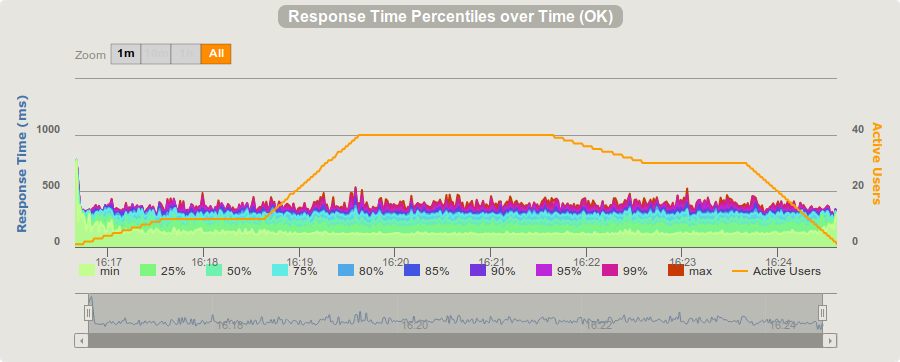 Response Time Percentiles over Time (OK)
Zoom 1m 10m 1h All
Response Time (ms)
1000
500
0
40
20
0
Active Users
16:17 16:18 16:19 16:20 16:21 16:22 16:23 16:24
min 25% 50% 75% 80% 85% 90% 95% 99% max Active Users
16:18 16:20 16:22 16:24